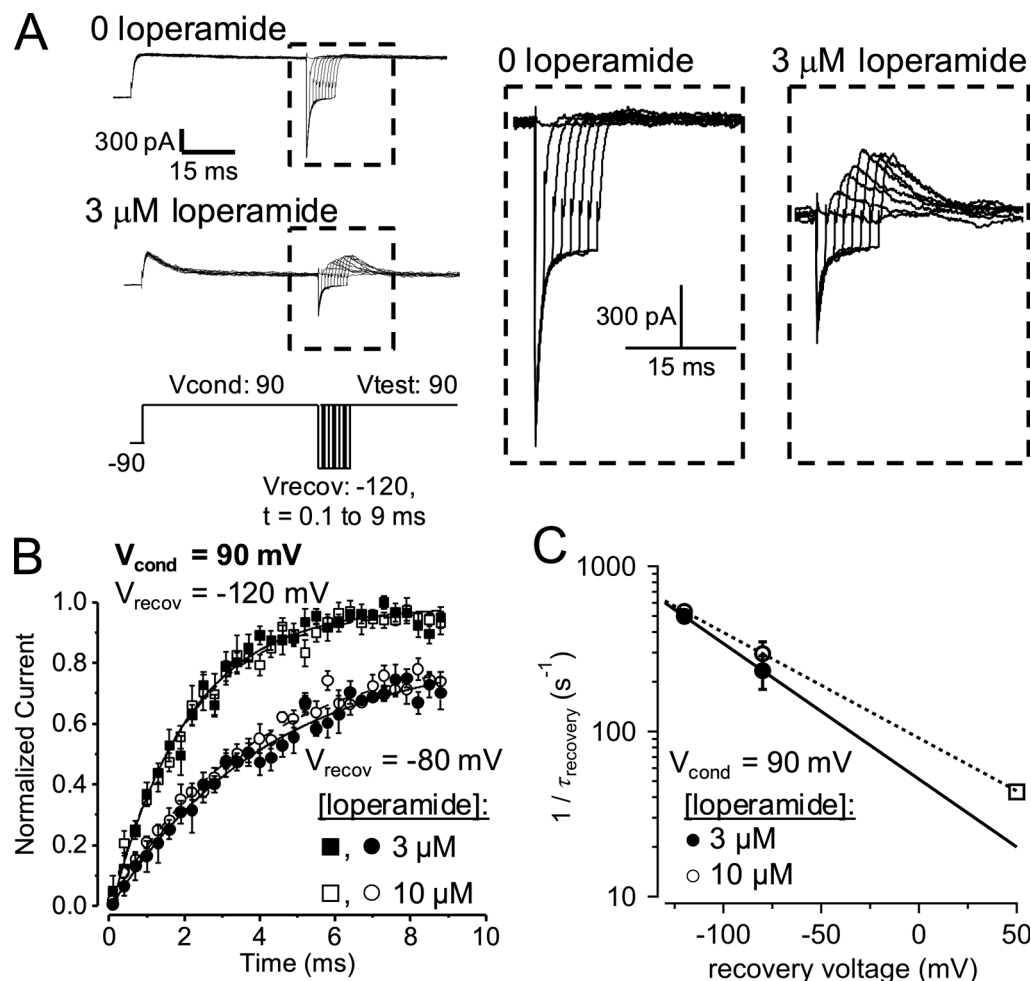 A
0 loperamide
300 pA
15 ms
3 μM loperamide
Vcond: 90
Vtest: 90
-90
Vrecov: -120,
t = 0.1 to 9 ms
0 loperamide
3 μM loperamide
300 pA
15 ms
B
Vcond = 90 mV
Vrecov = -120 mV
1.0
0.8
0.6
0.4
0.2
0.0
Normalized Current
Vrecov = -80 mV
[loperamide]:
■, ● 3 μM
□, ○ 10 μM
0 2 4 6 8 10
Time (ms)
C
1000
100
10
1 / τrecovery (s-1)
Vcond = 90 mV
[loperamide]:
● 3 μM
○ 10 μM
-100 -50 0 50
recovery voltage (mV)